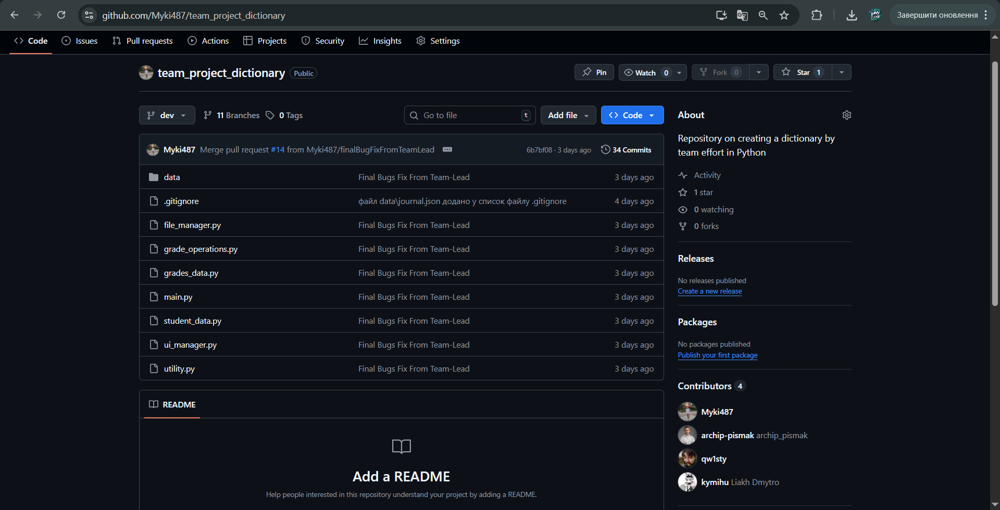 github.com/Myki487/team_project_dictionary
Завершити оновлення
Code Issues Pull requests Actions Projects Security Insights Settings
team_project_dictionary Public
Pin Watch 0 Fork 0 Star 1
dev 11 Branches 0 Tags Go to file t Add file Code
Myki487 Merge pull request #14 from Myki487/finalBugFixFromTeamLead 6b7bf08 · 3 days ago 34 Commits
data Final Bugs Fix From Team-Lead 3 days ago
.gitignore файл data\journal.json додано у список файлу .gitignore 4 days ago
file_manager.py Final Bugs Fix From Team-Lead 3 days ago
grade_operations.py Final Bugs Fix From Team-Lead 3 days ago
grades_data.py Final Bugs Fix From Team-Lead 3 days ago
main.py Final Bugs Fix From Team-Lead 3 days ago
student_data.py Final Bugs Fix From Team-Lead 3 days ago
ui_manager.py Final Bugs Fix From Team-Lead 3 days ago
utility.py Final Bugs Fix From Team-Lead 3 days ago
README
Add a README
Help people interested in this repository understand your project by adding a README.
About
Repository on creating a dictionary by
team effort in Python
Activity
1 star
0 watching
0 forks
Releases
No releases published
Create a new release
Packages
No packages published
Publish your first package
Contributors 4
Myki487
archip-pismak archip_pismak
qw1sty
kymihu Liakh Dmytro